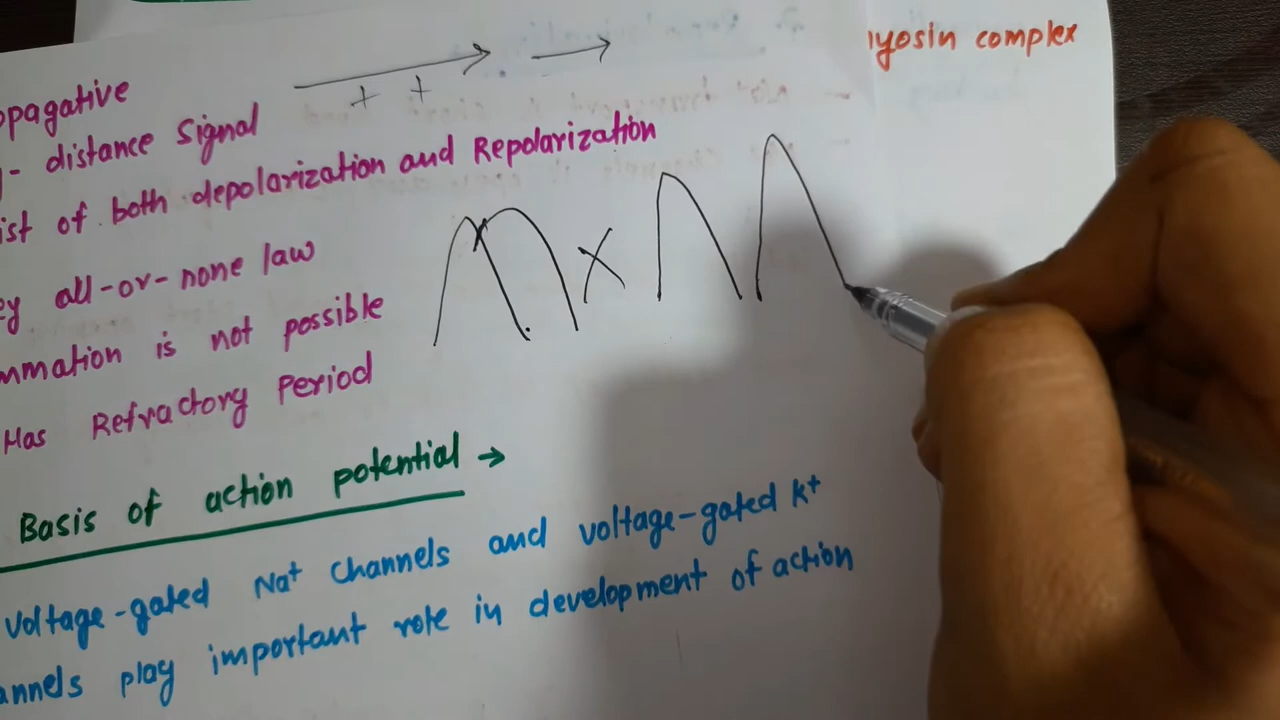 yosin complex
pagative
- distance Signal
+ +
ist of both depolarization and Repolarization
all-or-none law
mmation is not possible
Has Refractory Period
x
Basis of action potential →
Voltage-gated Na+ channels and voltage-gated K+
annels play important role in development of action